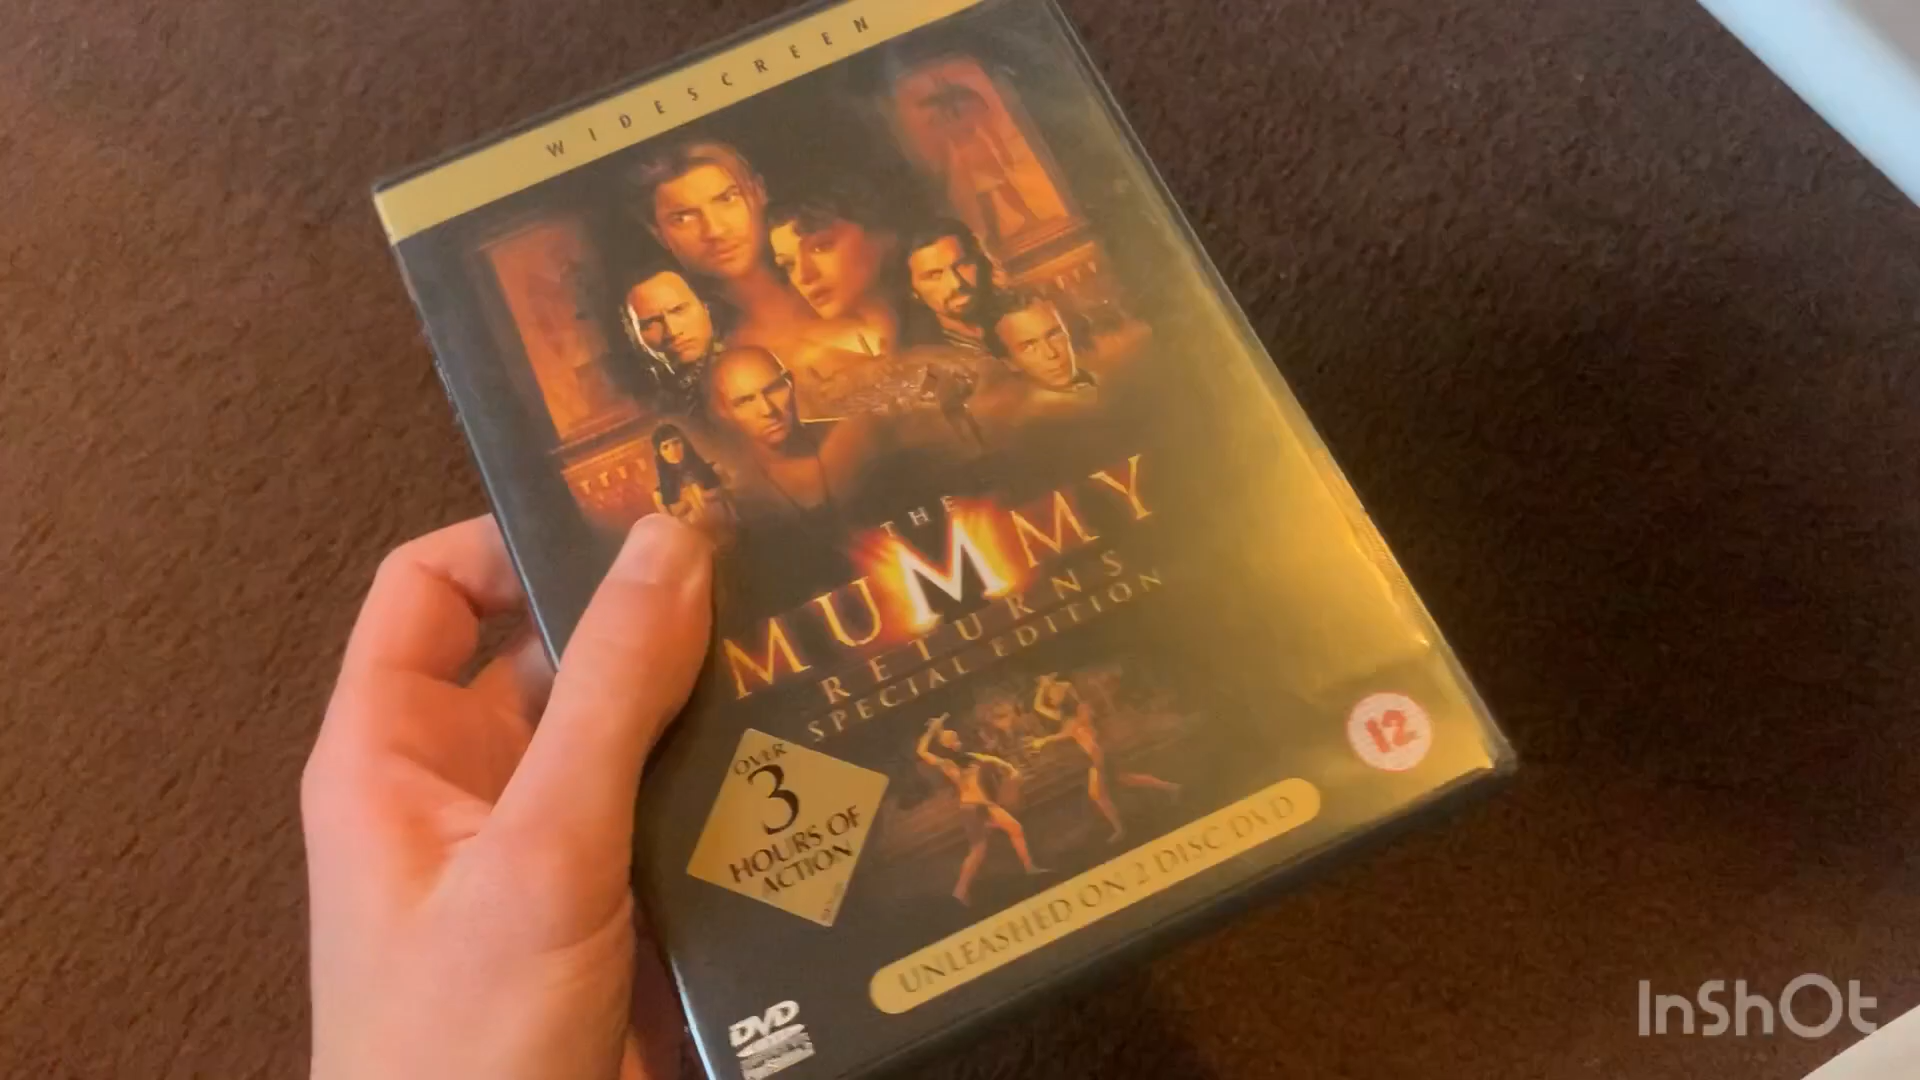 WIDESCREEN
THE
MUMMY
RETURNS
SPECIAL EDITION
OVER
3
HOURS OF
ACTION
12
UNLEASHED ON 2 DISC DVD
DVD
InShOt